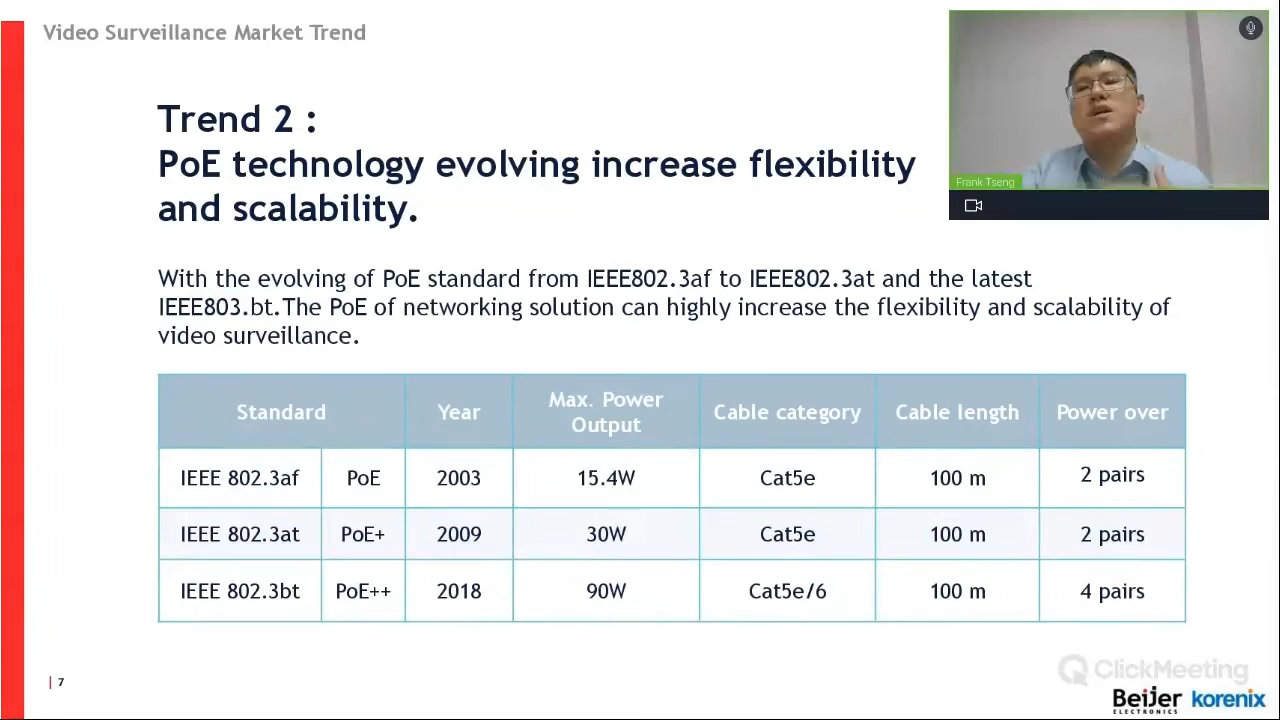 Video Surveillance Market Trend
Trend 2 :
PoE technology evolving increase flexibility
and scalability.
Frank Tseng
With the evolving of PoE standard from IEEE802.3af to IEEE802.3at and the latest
IEEE803.bt.The PoE of networking solution can highly increase the flexibility and scalability of
video surveillance.
Standard Year Max. Power Output Cable category Cable length Power over
IEEE 802.3af PoE 2003 15.4W Cat5e 100 m 2 pairs
IEEE 802.3at PoE+ 2009 30W Cat5e 100 m 2 pairs
IEEE 802.3bt PoE++ 2018 90W Cat5e/6 100 m 4 pairs
| 7
ClickMeeting
BeiJer korenix
ELECTRONICS